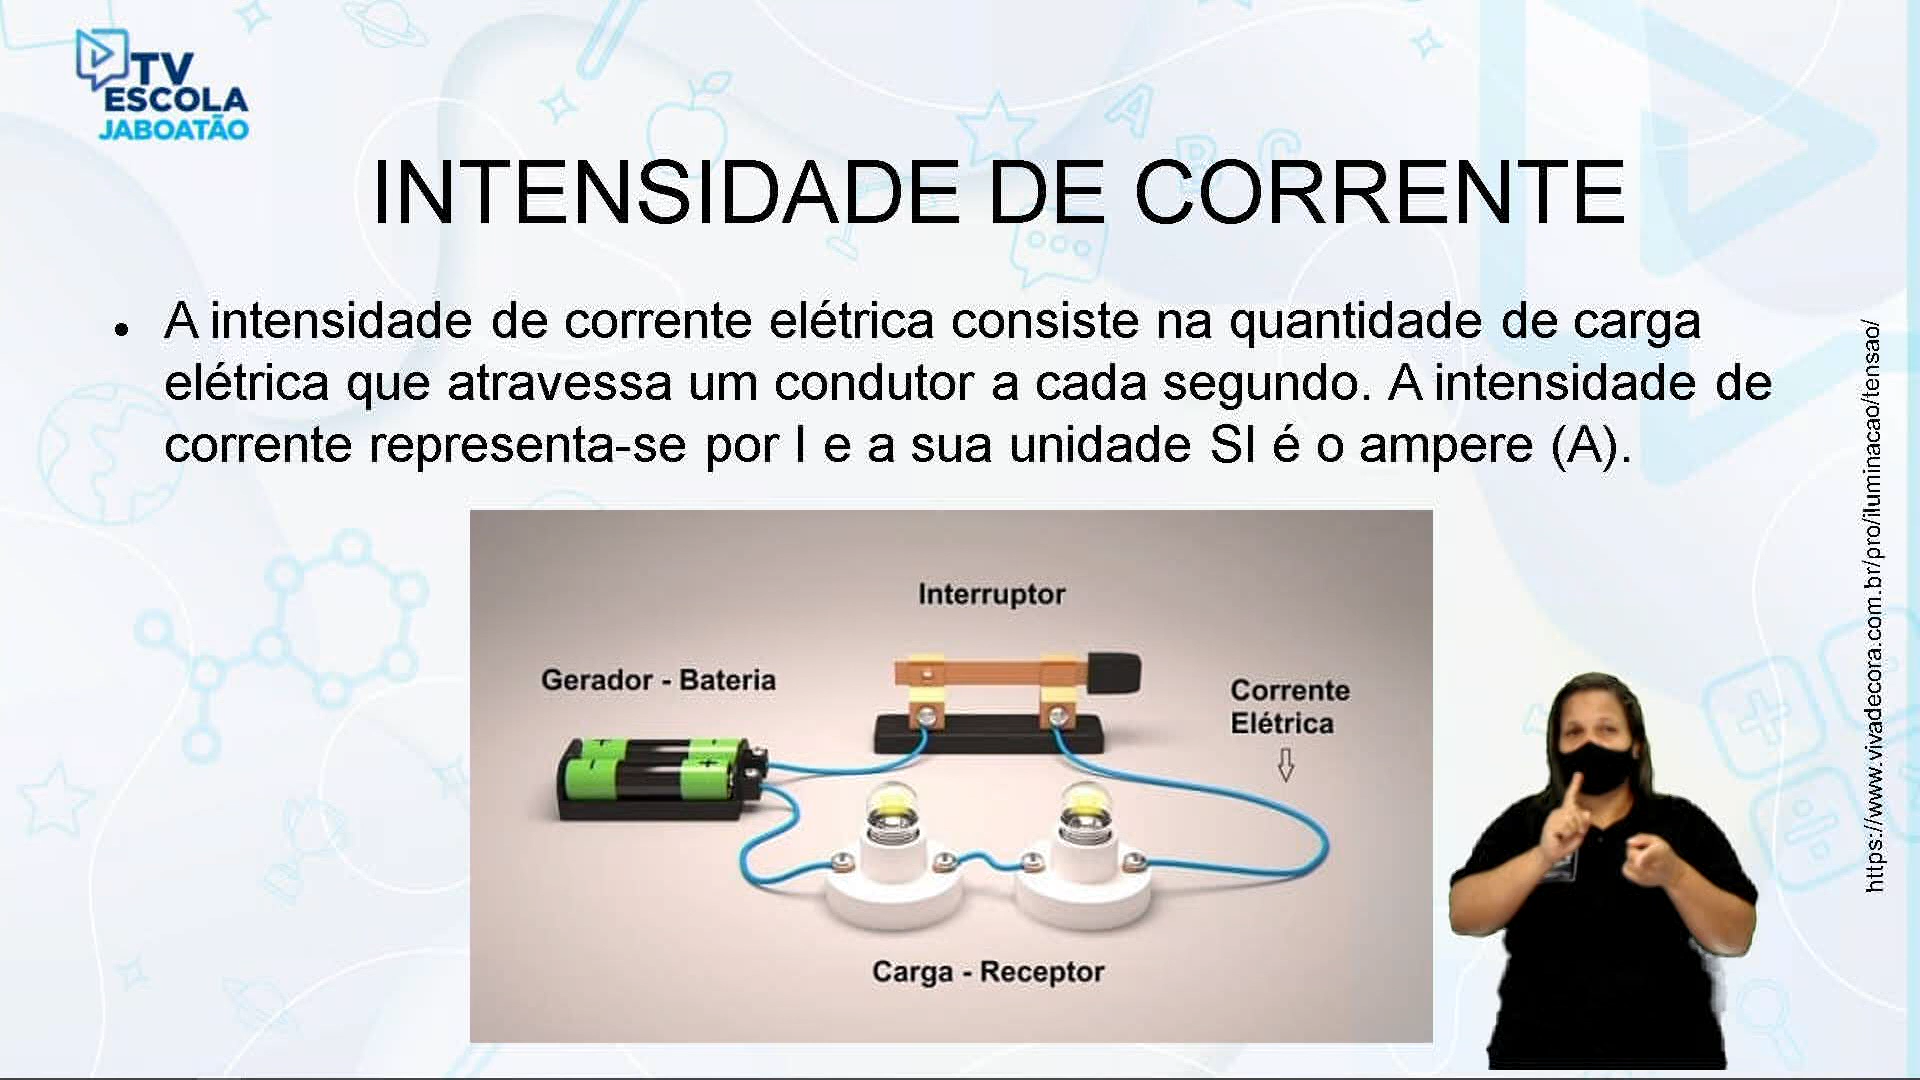 TV
ESCOLA
JABOATÃO
INTENSIDADE DE CORRENTE
● A intensidade de corrente elétrica consiste na quantidade de carga
elétrica que atravessa um condutor a cada segundo. A intensidade de
corrente representa-se por I e a sua unidade SI é o ampere (A).
Interruptor
Gerador - Bateria
Corrente
Elétrica
Carga - Receptor
https://www.vivadecora.com.br/pro/iluminacao/tensao/
A B C